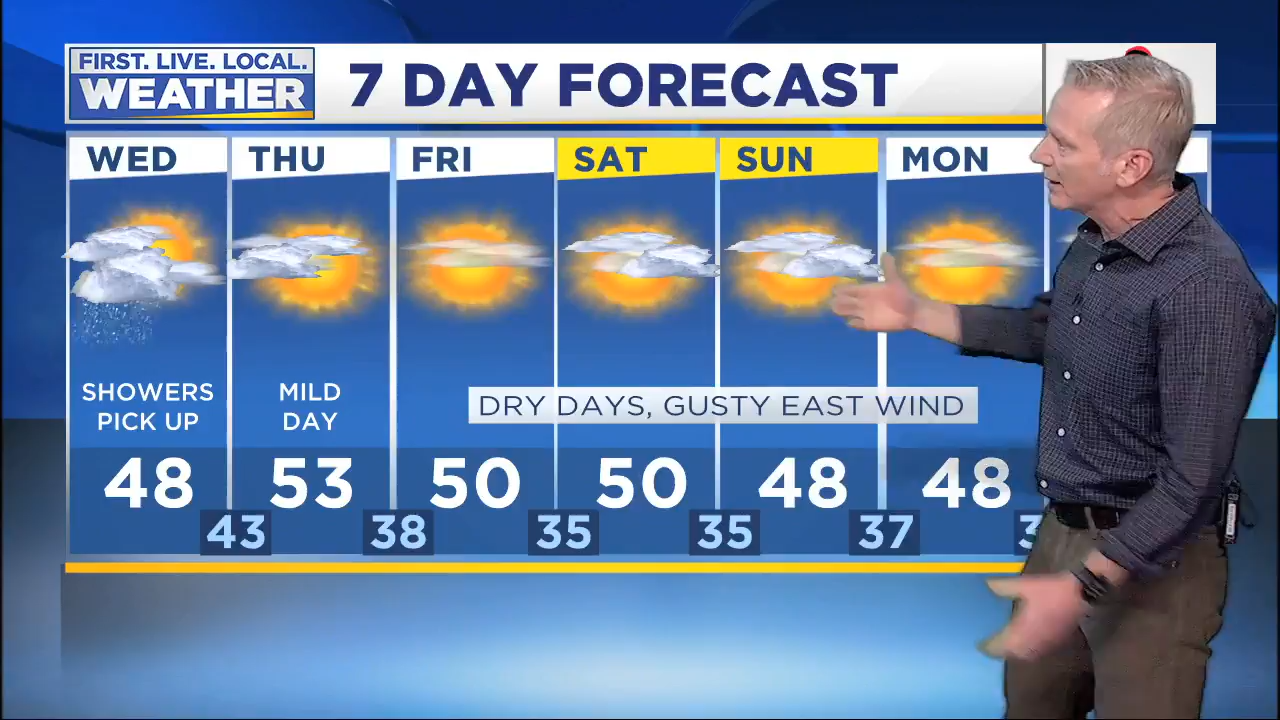 FIRST. LIVE. LOCAL.
WEATHER
7 DAY FORECAST
WED THU FRI SAT SUN MON
SHOWERS
PICK UP
MILD
DAY
DRY DAYS, GUSTY EAST WIND
48 53 50 50 48 48
43 38 35 35 37